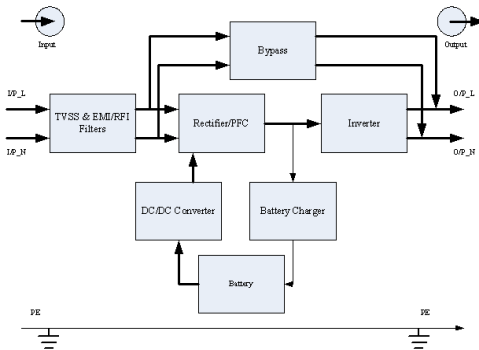 Input
Output
Bypass
I/P_L
O/P_L
TVSS & EMI/RFI
Filters
Rectifier/PFC
Inverter
I/P_N
O/P_N
DC/DC Converter
Battery Charger
Battery
PE
PE